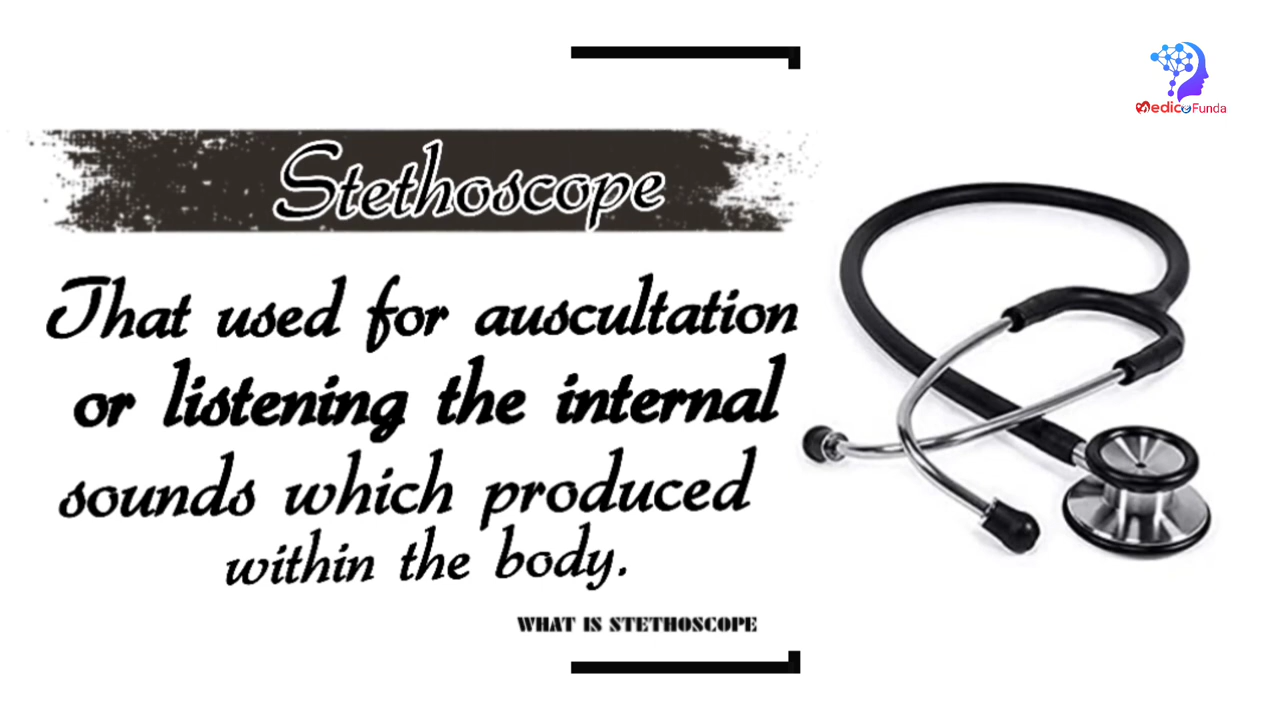 MedicoFunda
Stethoscope
That used for auscultation
or listening the internal
sounds which produced
within the body.
WHAT IS STETHOSCOPE